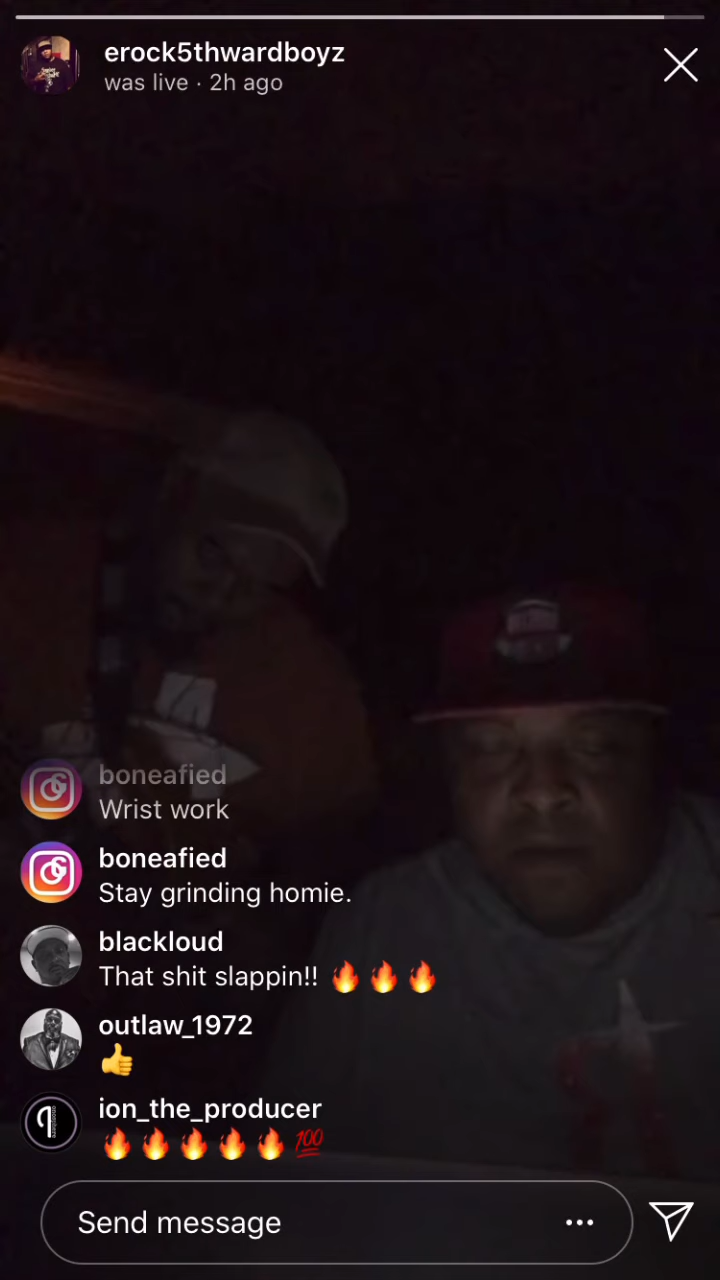 erock5thwardboyz
was live · 2h ago
boneafied
Wrist work
boneafied
Stay grinding homie.
blackloud
That shit slappin!! 🔥 🔥 🔥
outlaw_1972
👍
ion_the_producer
🔥 🔥 🔥 🔥 🔥 💯
Send message